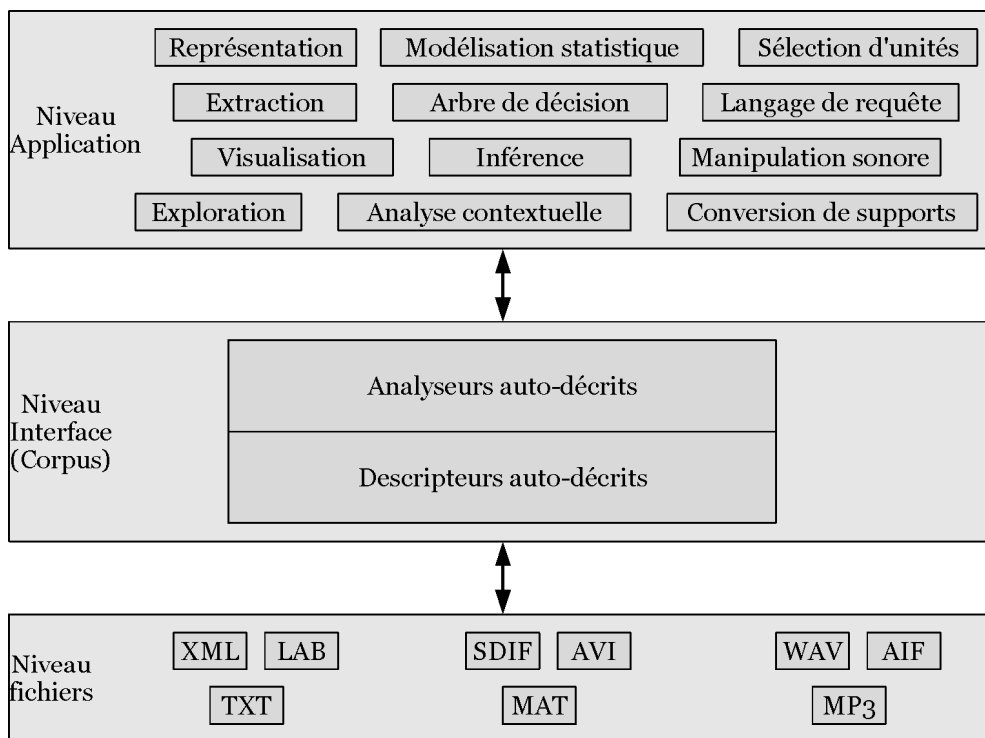 Représentation
Modélisation statistique
Sélection d'unités
Extraction
Arbre de décision
Langage de requête
Niveau
Application
Visualisation
Inférence
Manipulation sonore
Exploration
Analyse contextuelle
Conversion de supports
Niveau
Interface
(Corpus)
Analyseurs auto-décrits
Descripteurs auto-décrits
Niveau
fichiers
XML
LAB
SDIF
AVI
WAV
AIF
TXT
MAT
MP3